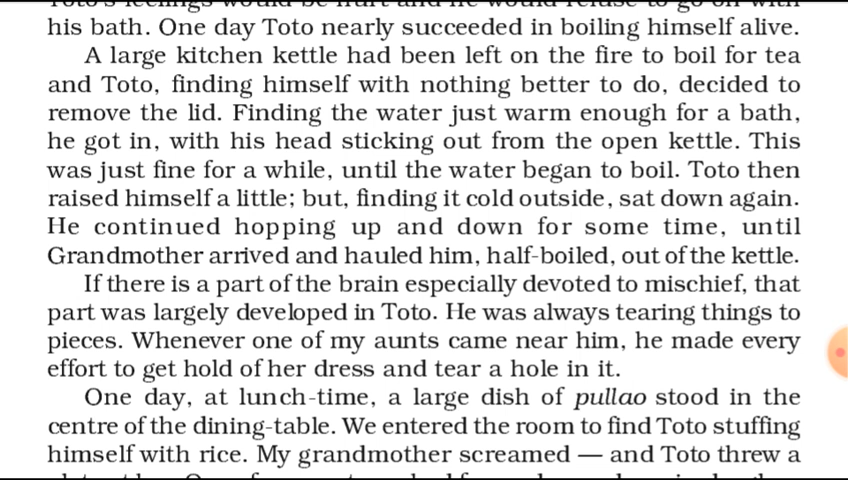 his bath. One day Toto nearly succeeded in boiling himself alive.
A large kitchen kettle had been left on the fire to boil for tea
and Toto, finding himself with nothing better to do, decided to
remove the lid. Finding the water just warm enough for a bath,
he got in, with his head sticking out from the open kettle. This
was just fine for a while, until the water began to boil. Toto then
raised himself a little; but, finding it cold outside, sat down again.
He continued hopping up and down for some time, until
Grandmother arrived and hauled him, half-boiled, out of the kettle.
If there is a part of the brain especially devoted to mischief, that
part was largely developed in Toto. He was always tearing things to
pieces. Whenever one of my aunts came near him, he made every
effort to get hold of her dress and tear a hole in it.
One day, at lunch-time, a large dish of pullao stood in the
centre of the dining-table. We entered the room to find Toto stuffing
himself with rice. My grandmother screamed — and Toto threw a